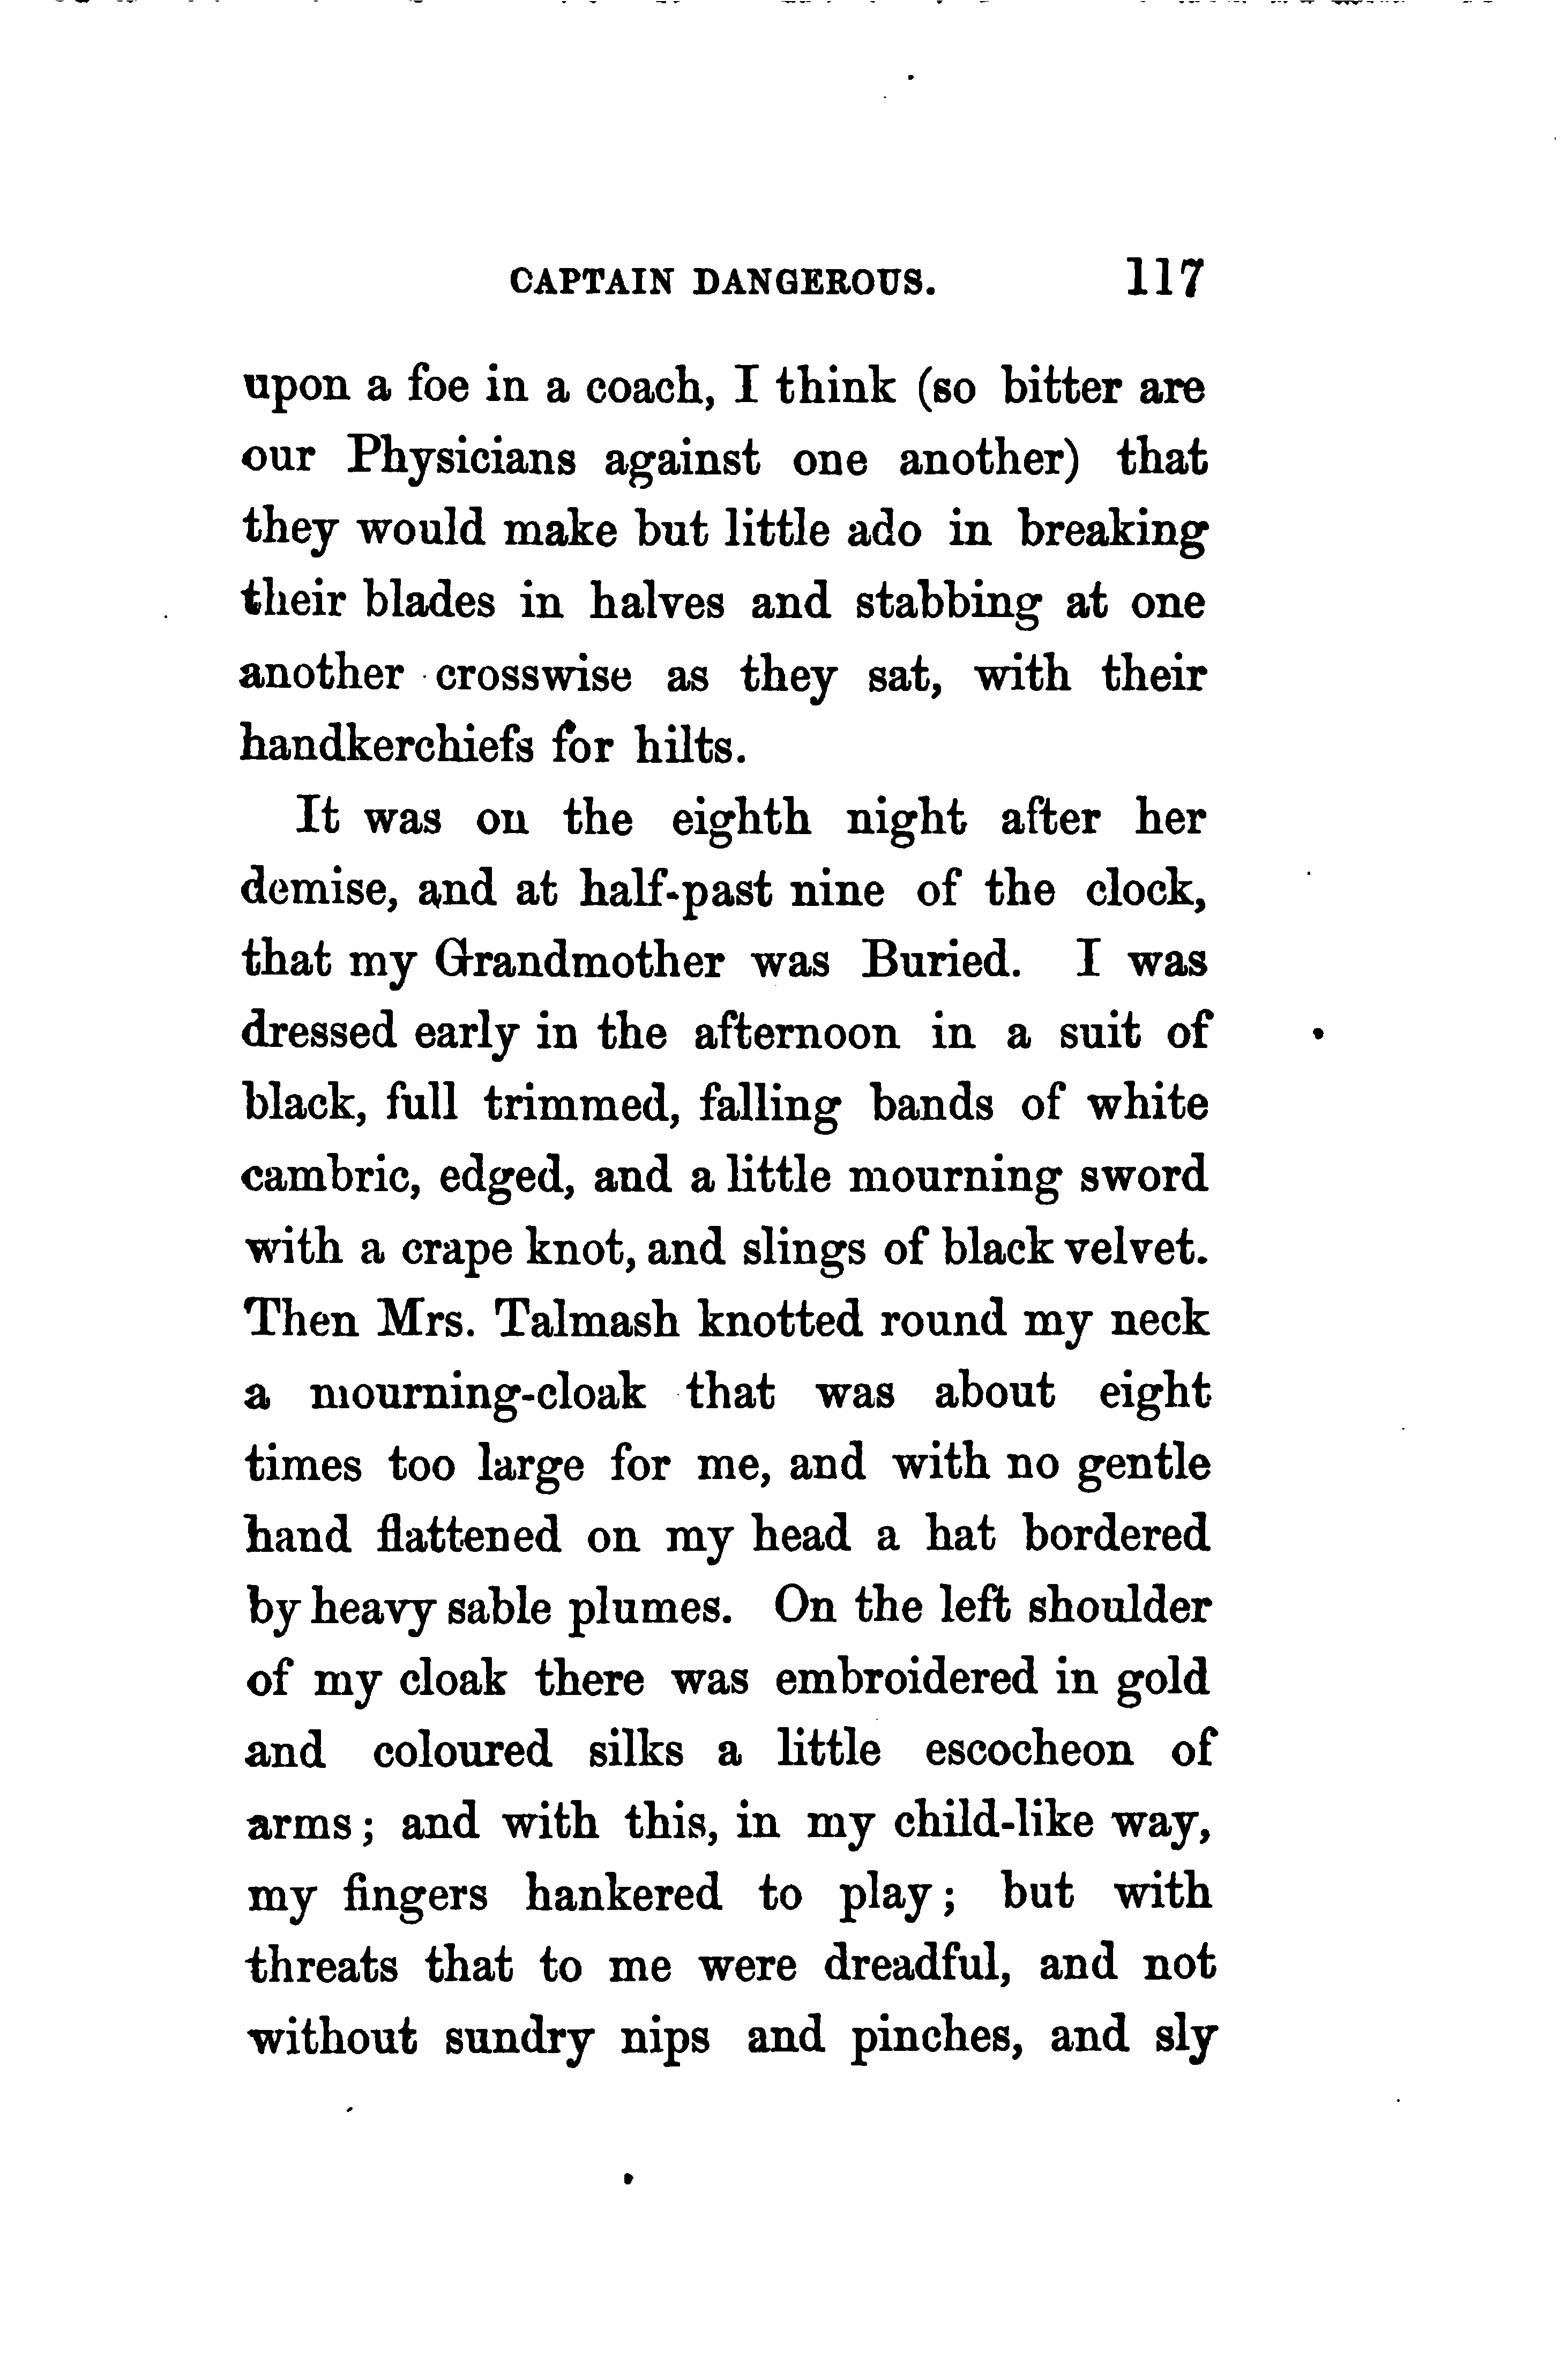 CAPTAIN DANGEROUS. 117
upon a foe in a coach, I think (so bitter are
our Physicians against one another) that
they would make but little ado in breaking
their blades in halves and stabbing at one
another crosswise as they sat, with their
handkerchiefs for hilts.
It was on the eighth night after her
demise, and at half-past nine of the clock,
that my Grandmother was Buried. I was
dressed early in the afternoon in a suit of
black, full trimmed, falling bands of white
cambric, edged, and a little mourning sword
with a crape knot, and slings of black velvet.
Then Mrs. Talmash knotted round my neck
a mourning-cloak that was about eight
times too large for me, and with no gentle
hand flattened on my head a hat bordered
by heavy sable plumes. On the left shoulder
of my cloak there was embroidered in gold
and coloured silks a little escocheon of
arms; and with this, in my child-like way,
my fingers hankered to play; but with
threats that to me were dreadful, and not
without sundry nips and pinches, and sly